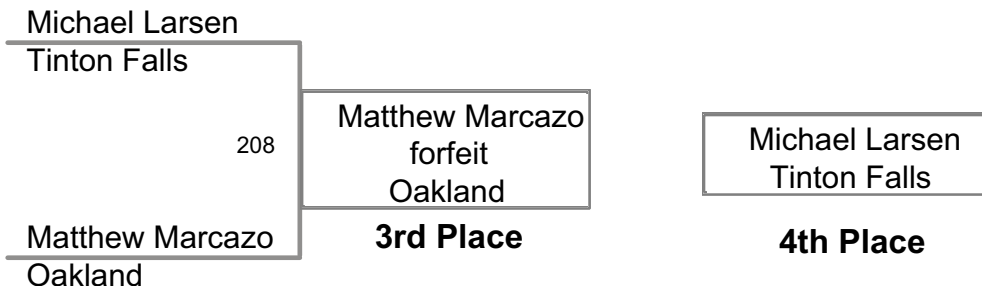 Michael Larsen
Tinton Falls
208
Matthew Marcazo
Oakland
Matthew Marcazo
forfeit
Oakland
3rd Place
Michael Larsen
Tinton Falls
4th Place